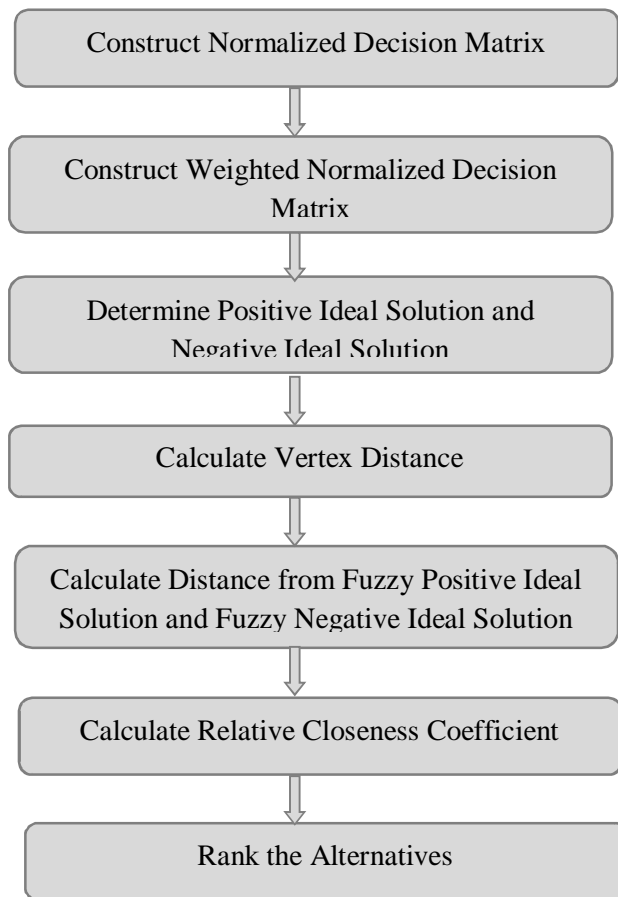 Construct Normalized Decision Matrix
Construct Weighted Normalized Decision
Matrix
Determine Positive Ideal Solution and
Negative Ideal Solution
Calculate Vertex Distance
Calculate Distance from Fuzzy Positive Ideal
Solution and Fuzzy Negative Ideal Solution
Calculate Relative Closeness Coefficient
Rank the Alternatives